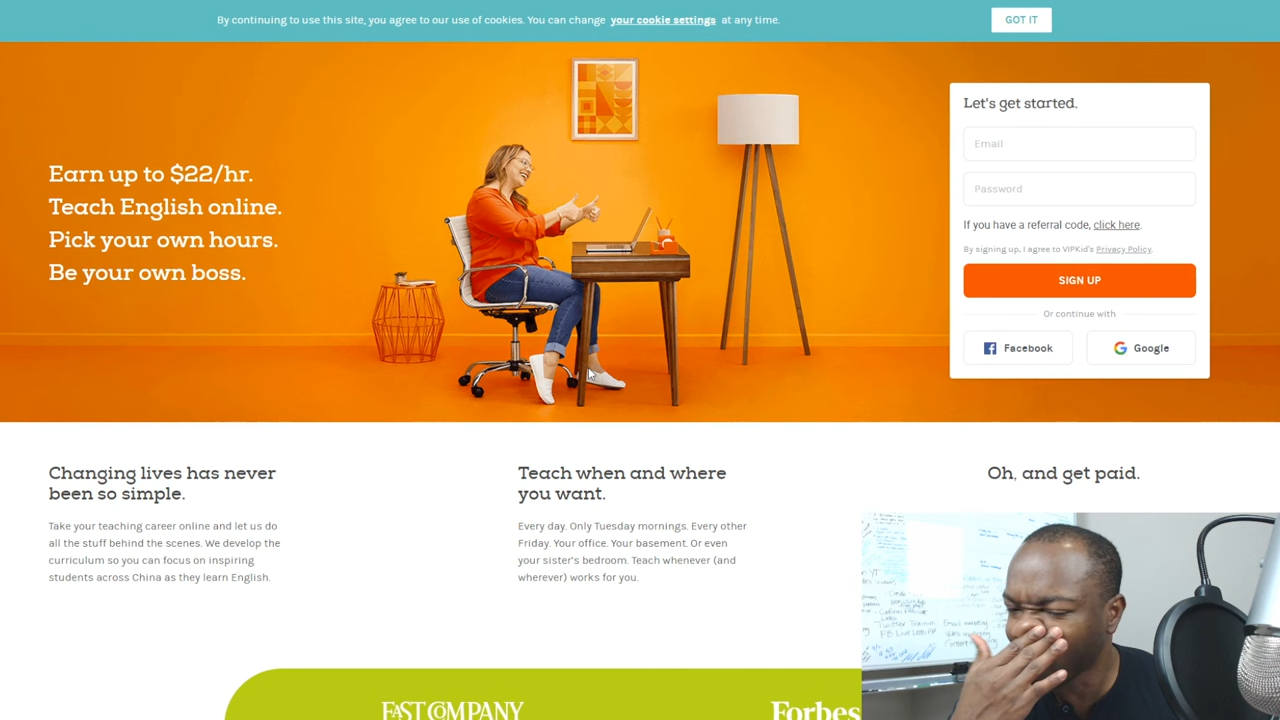 By continuing to use this site, you agree to our use of cookies. You can change your cookie settings at any time.
GOT IT
Earn up to $22/hr.
Teach English online.
Pick your own hours.
Be your own boss.
Let's get started.
Email
Password
If you have a referral code, click here.
By signing up, I agree to VIPKid's Privacy Policy.
SIGN UP
Or continue with
Facebook
Google
Changing lives has never
been so simple.
Take your teaching career online and let us do
all the stuff behind the scenes. We develop the
curriculum so you can focus on inspiring
students across China as they learn English.
Teach when and where
you want.
Every day. Only Tuesday mornings. Every other
Friday. Your office. Your basement. Or even
your sister's bedroom. Teach whenever (and
wherever) works for you.
Oh, and get paid.
FAST COMPANY
Forbes